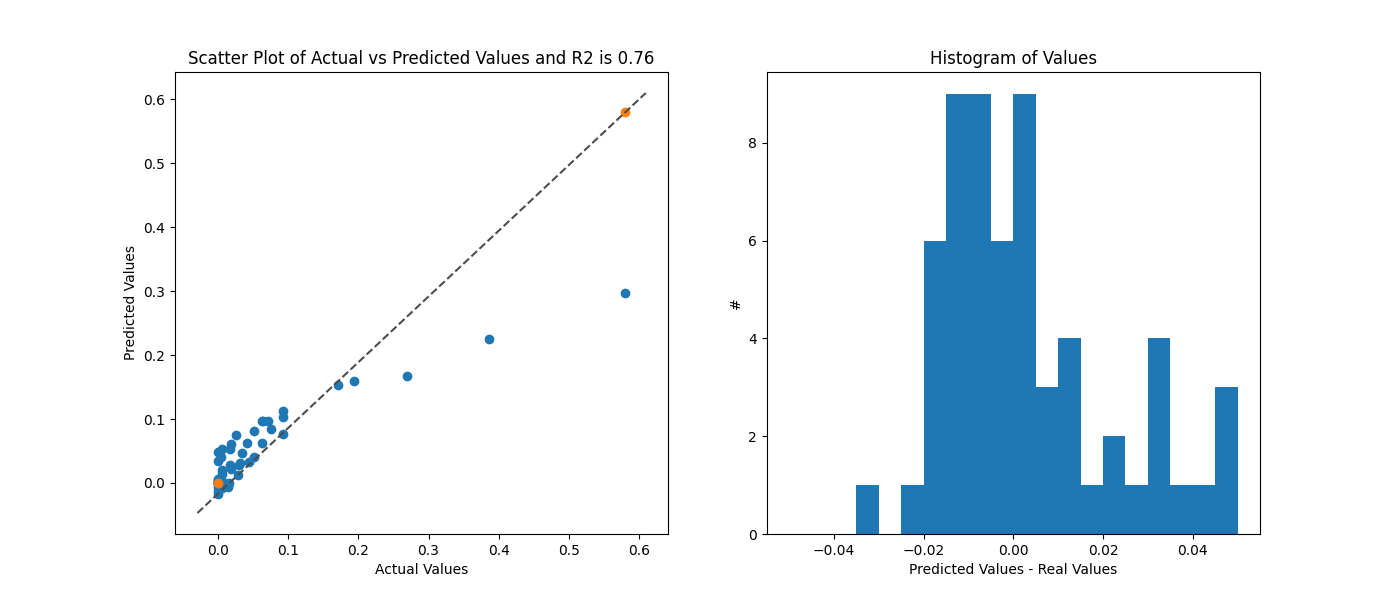 Scatter Plot of Actual vs Predicted Values and R2 is 0.76
0.6
0.5
0.4
0.3
0.2
0.1
0.0
Predicted Values
0.0 0.1 0.2 0.3 0.4 0.5 0.6
Actual Values
Histogram of Values
8
6
4
2
0
#
−0.04 −0.02 0.00 0.02 0.04
Predicted Values - Real Values